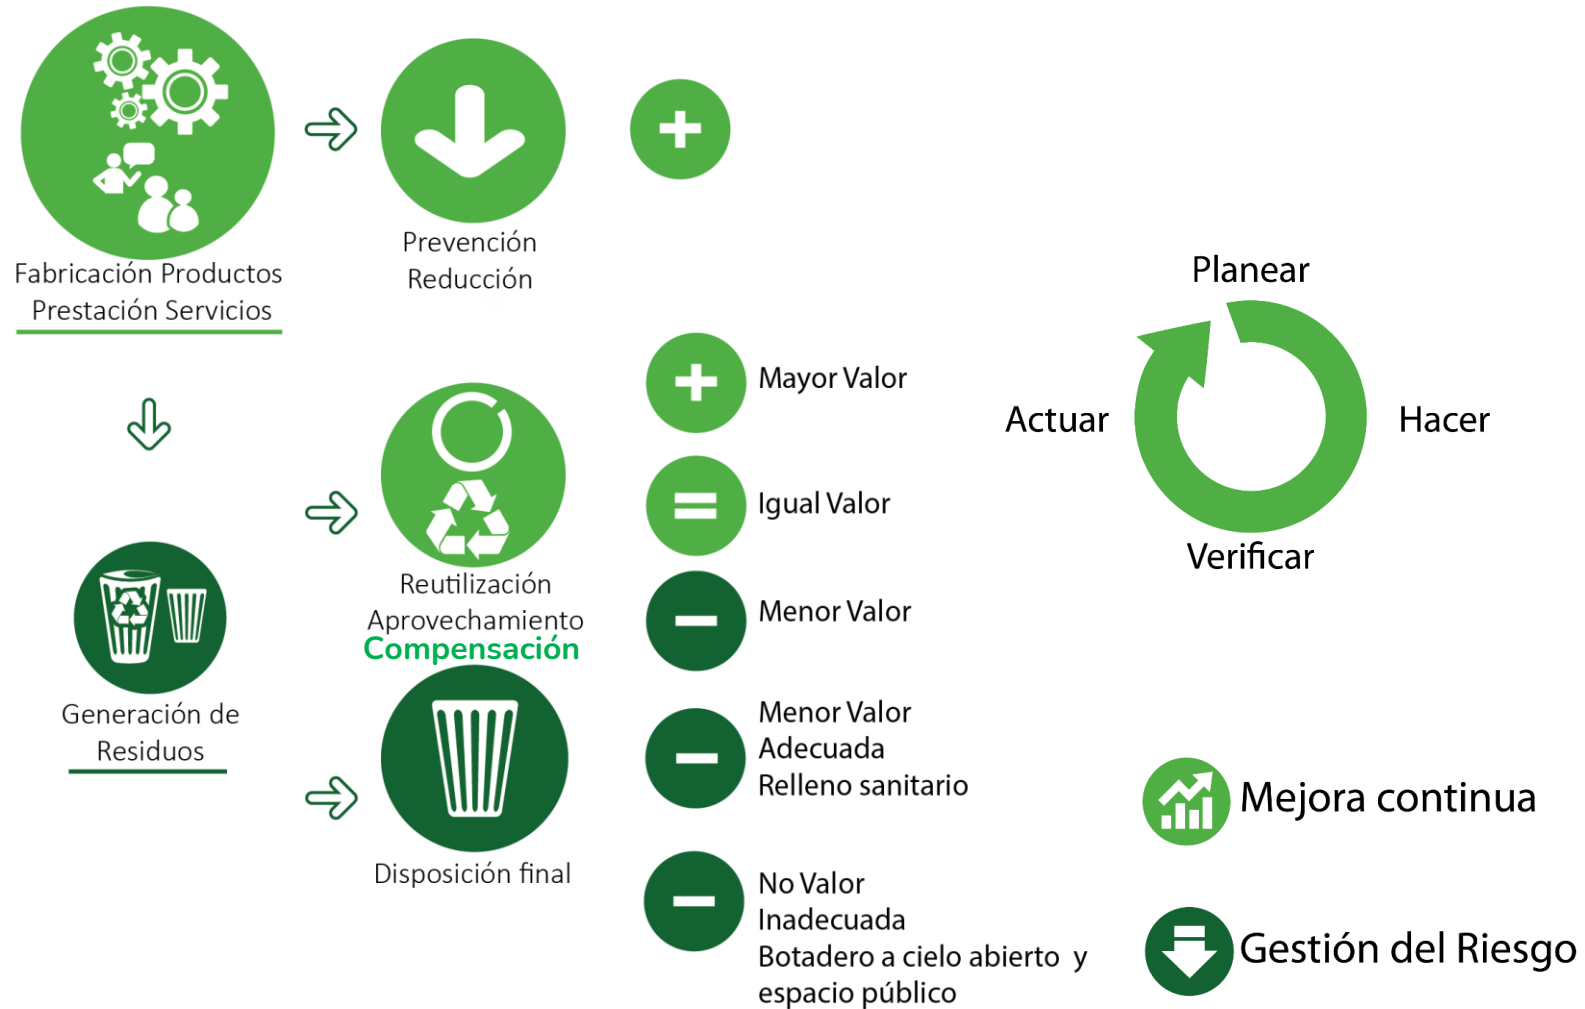 Fabricación Productos
Prestación Servicios
Prevención
Reducción
Generación de
Residuos
Reutilización
Aprovechamiento
Compensación
Disposición final
Mayor Valor
Igual Valor
Menor Valor
Menor Valor
Adecuada
Relleno sanitario
No Valor
Inadecuada
Botadero a cielo abierto y
espacio público
Planear
Hacer
Verificar
Actuar
Mejora continua
Gestión del Riesgo